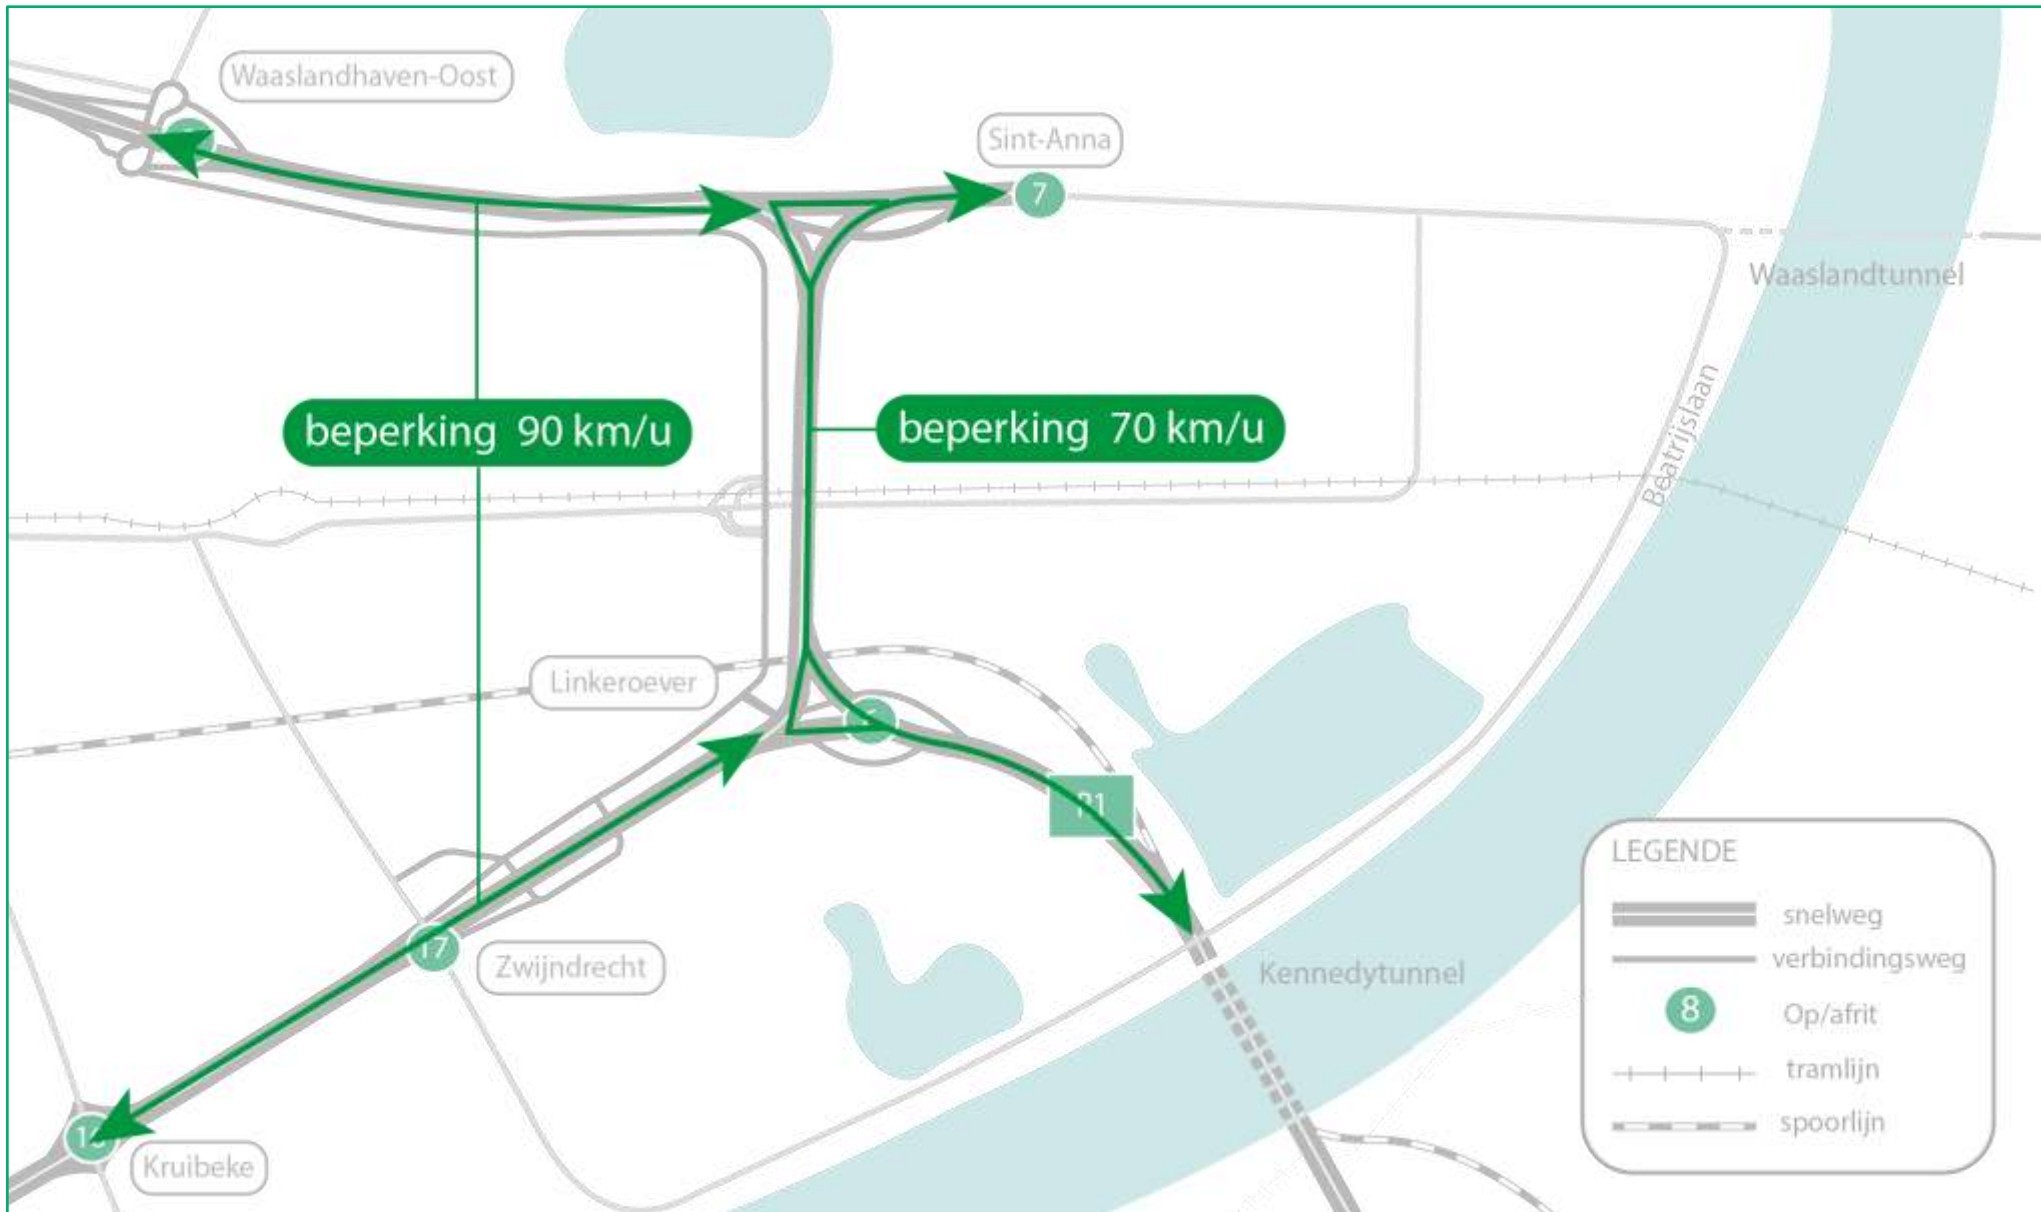 Waaslandhaven-Oost
Sint-Anna
7
Waaslandtunnel
beperking 90 km/u
beperking 70 km/u
Beatrijslaan
Linkeroever
17
Zwijndrecht
Kennedytunnel
Kruibeke
LEGENDE
snelweg
verbindingsweg
8
Op/afrit
tramlijn
spoorlijn